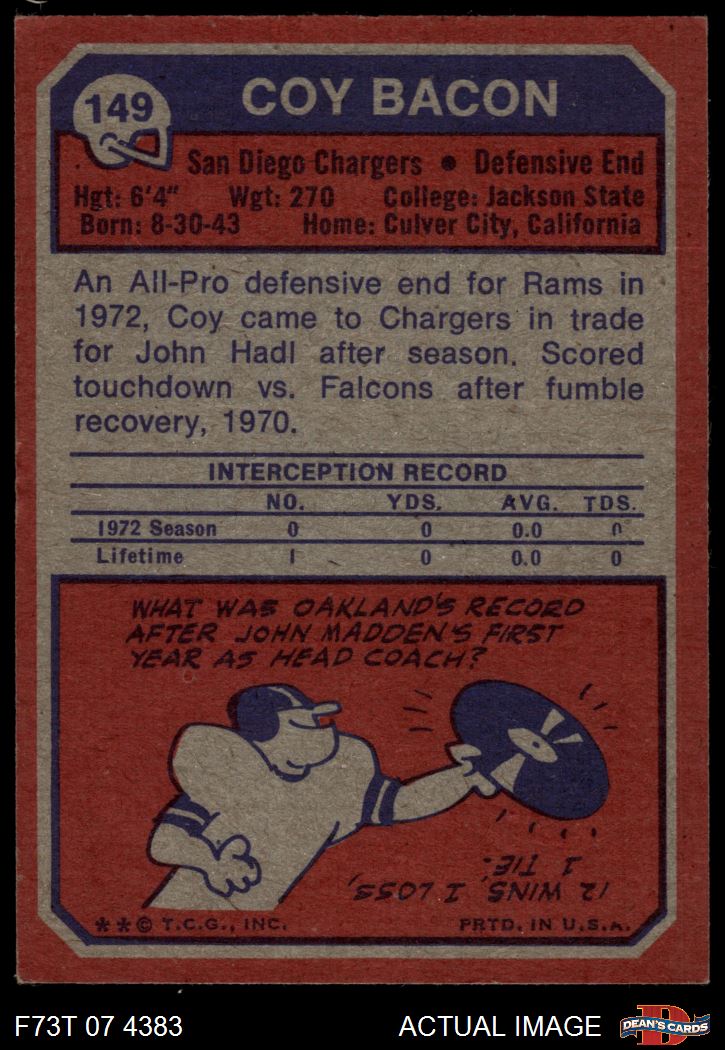 149
COY BACON
San Diego Chargers • Defensive End
Hgt: 6'4" Wgt: 270 College: Jackson State
Born: 8-30-43 Home: Culver City, California
An All-Pro defensive end for Rams in
1972, Coy came to Chargers in trade
for John Hadl after season. Scored
touchdown vs. Falcons after fumble
recovery, 1970.
INTERCEPTION RECORD
NO. YDS. AVG. TDS.
1972 Season 0 0 0.0 0
Lifetime 1 0 0.0 0
WHAT WAS OAKLAND'S RECORD
AFTER JOHN MADDEN'S FIRST
YEAR AS HEAD COACH?
12 WINS, 1 LOSS,
1 TIE.
**© T.C.G., INC. PRTD. IN U.S.A.
F73T 07 4383 ACTUAL IMAGE D DEAN'S CARDS